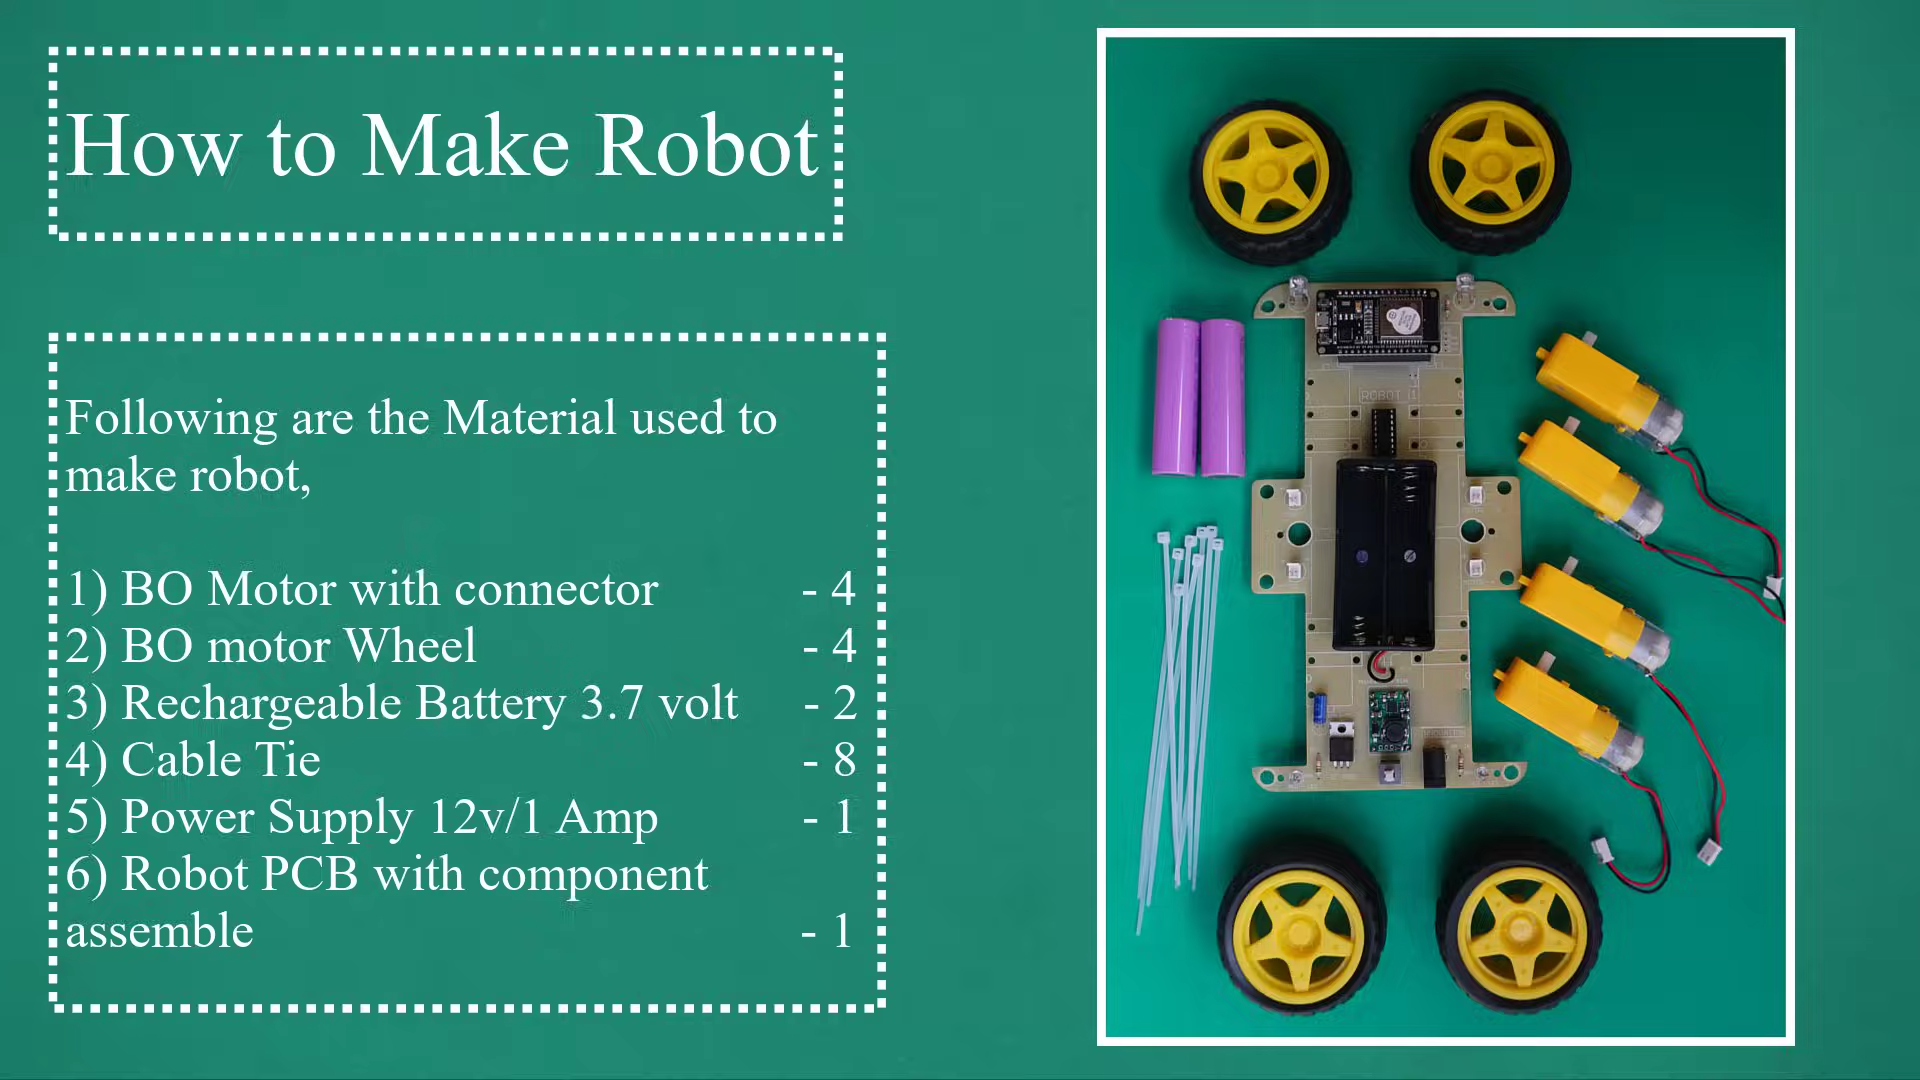 How to Make Robot
Following are the Material used to
make robot,
1) BO Motor with connector - 4
2) BO motor Wheel - 4
3) Rechargeable Battery 3.7 volt - 2
4) Cable Tie - 8
5) Power Supply 12v/1 Amp - 1
6) Robot PCB with component
assemble - 1
ROBOT